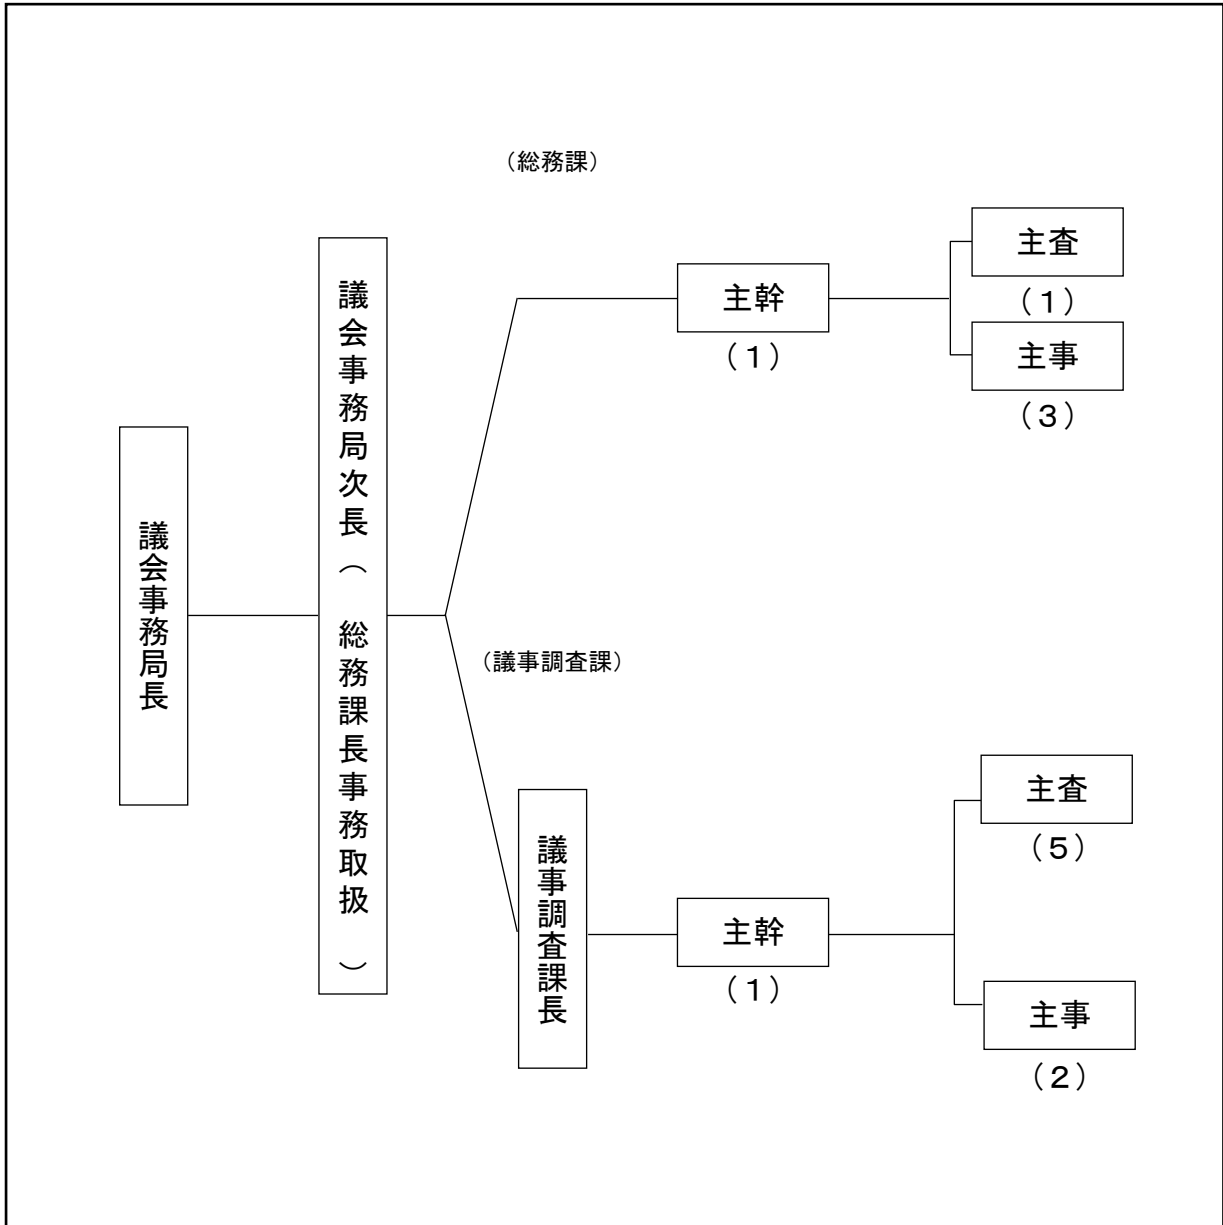 議会事務局長
議会事務局次長（総務課長事務取扱）
（総務課）
主幹
（１）
主査
（１）
主事
（３）
（議事調査課）
議事調査課長
主幹
（１）
主査
（５）
主事
（２）